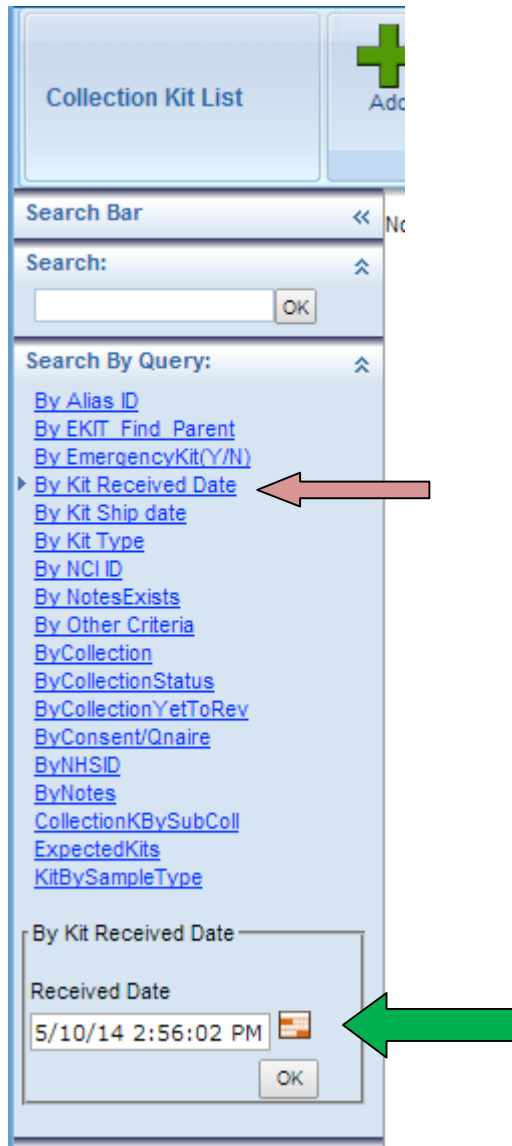 Collection Kit List
Search Bar
Search:
OK
Search By Query:
By Alias ID
By EKIT_Find_Parent
By EmergencyKit(Y/N)
By Kit Received Date
By Kit Ship date
By Kit Type
By NCI ID
By NotesExists
By Other Criteria
ByCollection
ByCollectionStatus
ByCollectionYetToRev
ByConsent/Qnaire
ByNHSID
ByNotes
CollectionKBySubColl
ExpectedKits
KitBySampleType
By Kit Received Date
Received Date
5/10/14 2:56:02 PM
OK